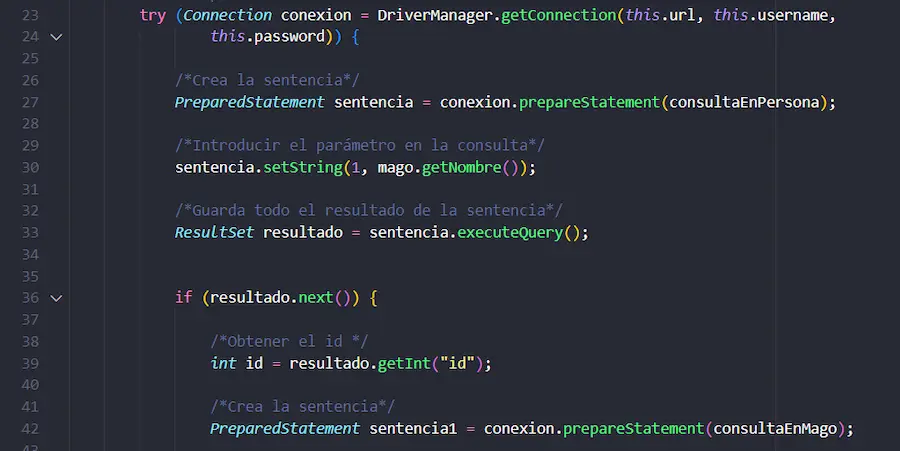 23 try (Connection conexion = DriverManager.getConnection(this.url, this.username,
24 this.password)) {
25
26 /*Crea la sentencia*/
27 PreparedStatement sentencia = conexion.prepareStatement(consultaEnPersona);
28
29 /*Introducir el parámetro en la consulta*/
30 sentencia.setString(1, mago.getNombre());
31
32 /*Guarda todo el resultado de la sentencia*/
33 ResultSet resultado = sentencia.executeQuery();
34
35
36 if (resultado.next()) {
37
38 /*Obtener el id */
39 int id = resultado.getInt("id");
40
41 /*Crea la sentencia*/
42 PreparedStatement sentencia1 = conexion.prepareStatement(consultaEnMago);